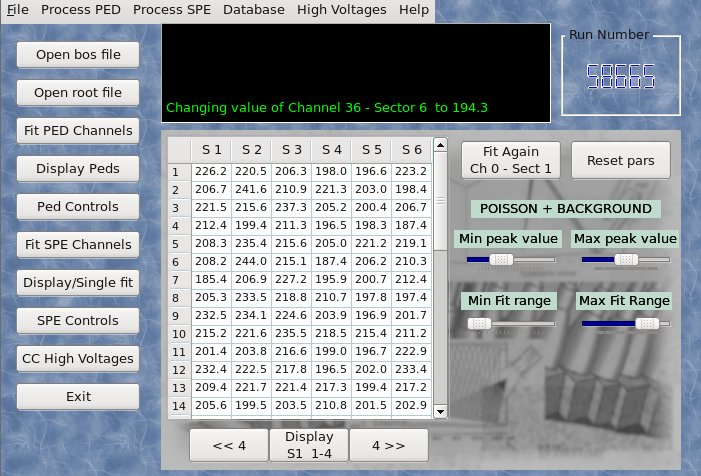 File Process PED Process SPE Database High Voltages Help
Open bos file
Open root file
Fit PED Channels
Display Peds
Ped Controls
Fit SPE Channels
Display/Single fit
SPE Controls
CC High Voltages
Exit
Changing value of Channel 36 - Sector 6 to 194.3
Run Number
58665
S 1 S 2 S 3 S 4 S 5 S 6
1 226.2 220.5 206.3 198.0 196.6 223.2
2 206.7 241.6 210.9 221.3 203.0 198.4
3 221.5 215.6 237.3 205.2 200.4 206.7
4 212.4 199.4 211.3 196.5 198.3 187.4
5 208.3 235.4 215.6 205.0 221.2 219.1
6 208.2 244.0 215.1 187.4 206.2 210.3
7 185.4 206.9 227.2 195.9 200.7 212.4
8 205.3 233.5 218.8 210.7 197.8 197.4
9 232.5 234.1 224.6 203.9 196.9 201.7
10 215.2 221.6 235.5 218.5 215.4 211.2
11 201.4 203.8 216.6 199.0 196.7 222.9
12 232.4 222.5 217.8 196.5 202.0 233.4
13 209.4 221.7 221.4 217.3 199.4 217.2
14 205.6 199.5 203.5 210.8 201.5 202.9
<< 4
Display
S1 1-4
4 >>
Fit Again
Ch 0 - Sect 1
Reset pars
POISSON + BACKGROUND
Min peak value
Max peak value
Min Fit range
Max Fit Range